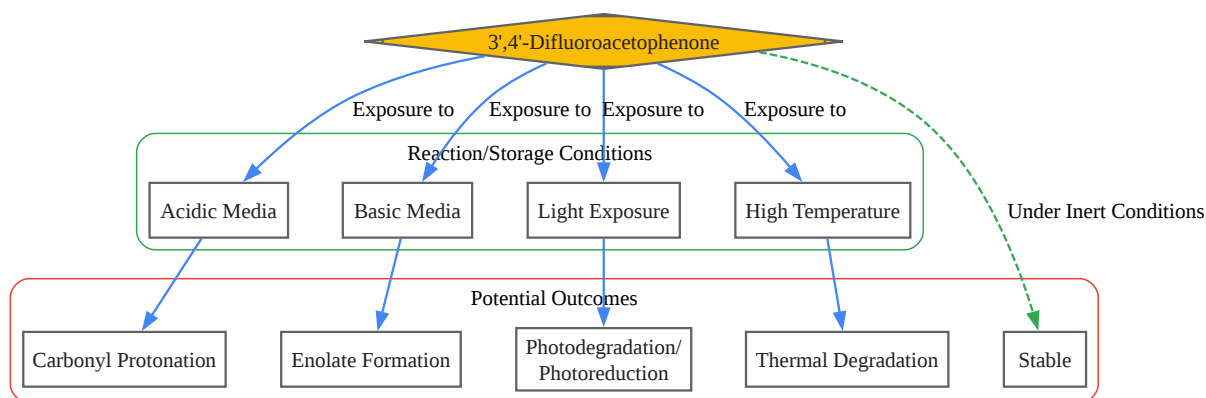 3',4'-Difluoroacetophenone
Exposure to
Exposure to
Exposure to
Exposure to
Reaction/Storage Conditions
Acidic Media
Basic Media
Light Exposure
High Temperature
Under Inert Conditions
Potential Outcomes
Carbonyl Protonation
Enolate Formation
Photodegradation/
Photoreduction
Thermal Degradation
Stable